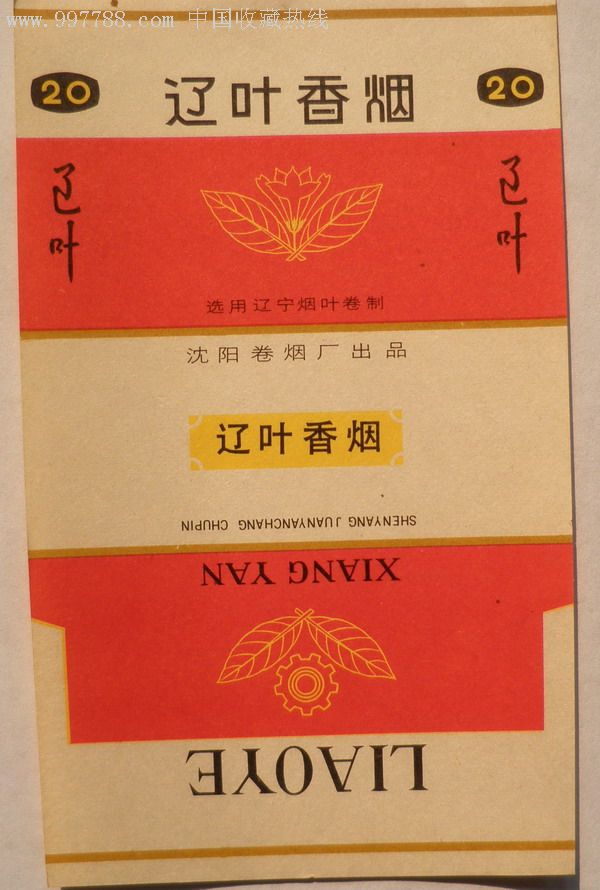 www.997788.com 中国收藏热线
20 辽叶香烟 20
辽叶
辽叶
选用辽宁烟叶卷制
沈阳卷烟厂出品
辽叶香烟
SHENYANG JUANYANCHANG CHUPIN
XIANG YAN
LIAOYE